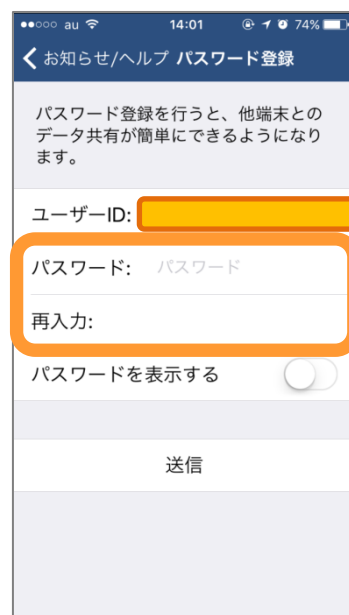 au 14:01 74%
お知らせ/ヘルプ パスワード登録
パスワード登録を行うと、他端末との
データ共有が簡単にできるようになり
ます。
ユーザーID:
パスワード: パスワード
再入力:
パスワードを表示する
送信